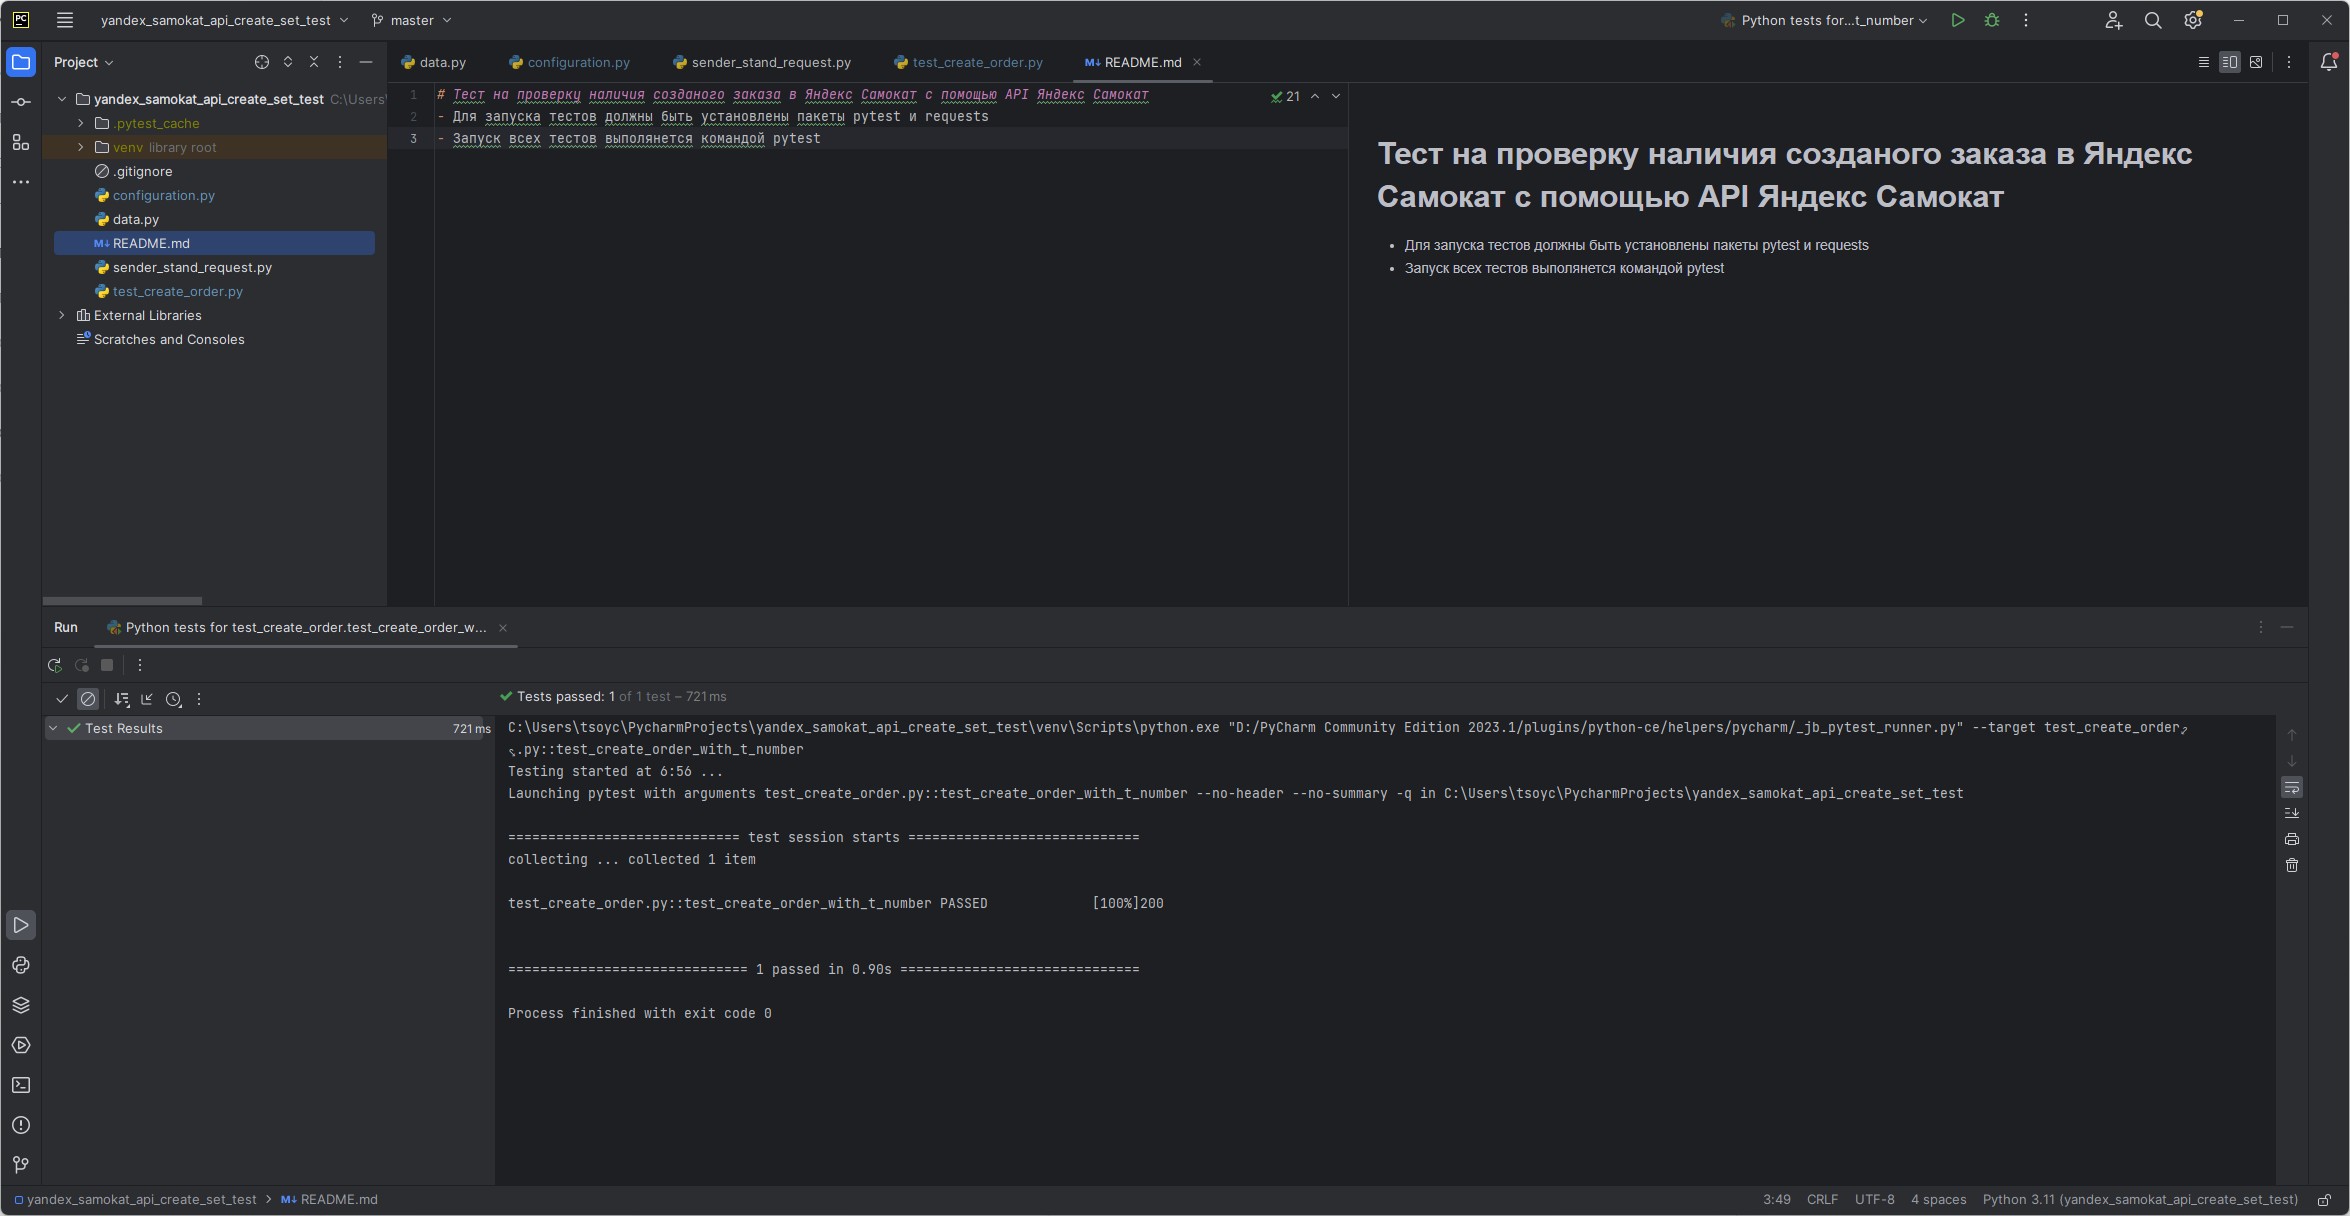 PC
yandex_samokat_api_create_set_test
master
Python tests for...t_number
Project
data.py
configuration.py
sender_stand_request.py
test_create_order.py
M↓ README.md
yandex_samokat_api_create_set_test C:\Users\
.pytest_cache
venv library root
.gitignore
configuration.py
data.py
M↓ README.md
sender_stand_request.py
test_create_order.py
External Libraries
Scratches and Consoles
1 # Тест на проверку наличия созданого заказа в Яндекс Самокат с помощью API Яндекс Самокат
2 - Для запуска тестов должны быть установлены пакеты pytest и requests
3 - Запуск всех тестов выполянется командой pytest
21
Тест на проверку наличия созданого заказа в Яндекс
Самокат с помощью API Яндекс Самокат
• Для запуска тестов должны быть установлены пакеты pytest и requests
• Запуск всех тестов выполянется командой pytest
Run
Python tests for test_create_order.test_create_order_w...
Tests passed: 1 of 1 test – 721 ms
Test Results 721 ms
C:\Users\tsoyc\PycharmProjects\yandex_samokat_api_create_set_test\venv\Scripts\python.exe "D:/PyCharm Community Edition 2023.1/plugins/python-ce/helpers/pycharm/_jb_pytest_runner.py" --target test_create_order
.py::test_create_order_with_t_number
Testing started at 6:56 ...
Launching pytest with arguments test_create_order.py::test_create_order_with_t_number --no-header --no-summary -q in C:\Users\tsoyc\PycharmProjects\yandex_samokat_api_create_set_test
============================= test session starts =============================
collecting ... collected 1 item
test_create_order.py::test_create_order_with_t_number PASSED [100%]200
============================== 1 passed in 0.90s ==============================
Process finished with exit code 0
yandex_samokat_api_create_set_test > M↓ README.md
3:49 CRLF UTF-8 4 spaces Python 3.11 (yandex_samokat_api_create_set_test)